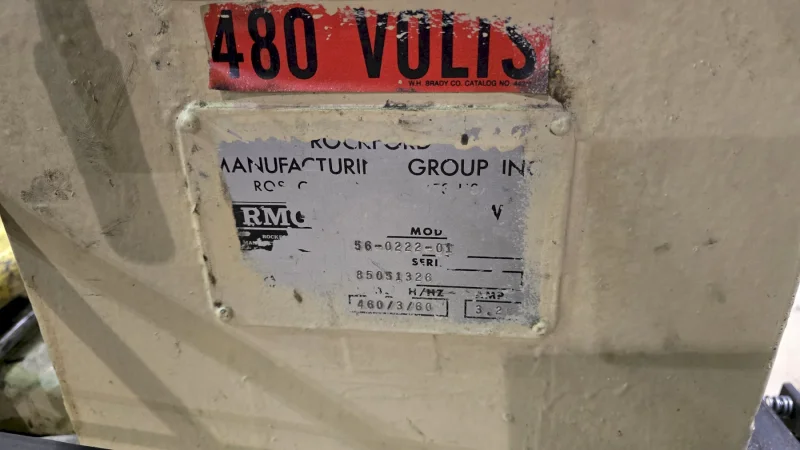 480 VOLTS
W.H. BRADY CO. CATALOG NO.
ROCKFORD
MANUFACTURIN GROUP INC
RMG
V
MOD
56-0222-01
SERI
85051326
H/HZ AMP
460/3/60 3.2